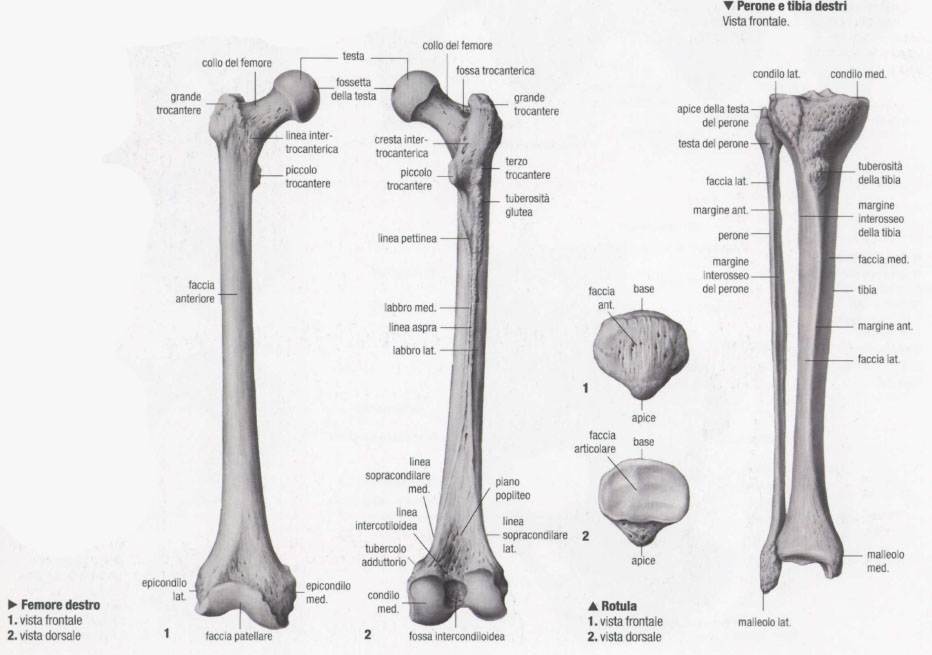 ▼ Perone e tibia destri
Vista frontale.
collo del femore
testa
collo del femore
fossetta
della testa
fossa trocanterica
grande
trocantere
grande
trocantere
linea inter-
trocanterica
cresta inter-
trocanterica
piccolo
trocantere
piccolo
trocantere
terzo
trocantere
tuberosità
glutea
linea pettinea
faccia
anteriore
labbro med.
linea aspra
labbro lat.
linea
sopracondilare
med.
piano
popliteo
linea
intercotiloidea
linea
sopracondilare
lat.
tubercolo
adduttorio
epicondilo
lat.
epicondilo
med.
condilo
med.
faccia patellare
fossa intercondiloidea
1
2
▶ Femore destro
1. vista frontale
2. vista dorsale
faccia
ant.
base
1
apice
faccia
articolare
base
2
apice
▲ Rotula
1. vista frontale
2. vista dorsale
condilo lat.
condilo med.
apice della testa
del perone
testa del perone
tuberosità
della tibia
faccia lat.
margine ant.
margine
interosseo
della tibia
perone
margine
interosseo
del perone
faccia med.
tibia
margine ant.
faccia lat.
malleolo
med.
malleolo lat.